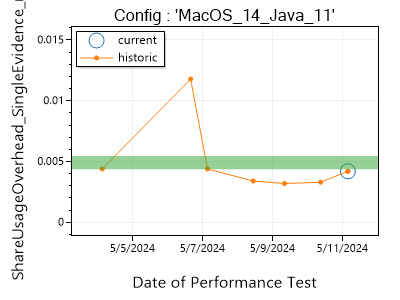 Config : 'MacOS_14_Java_11'
current
historic
0.015
0.01
0.005
0
5/5/2024
5/7/2024
5/9/2024
5/11/2024
Date of Performance Test
ShareUsageOverhead_SingleEvidence_